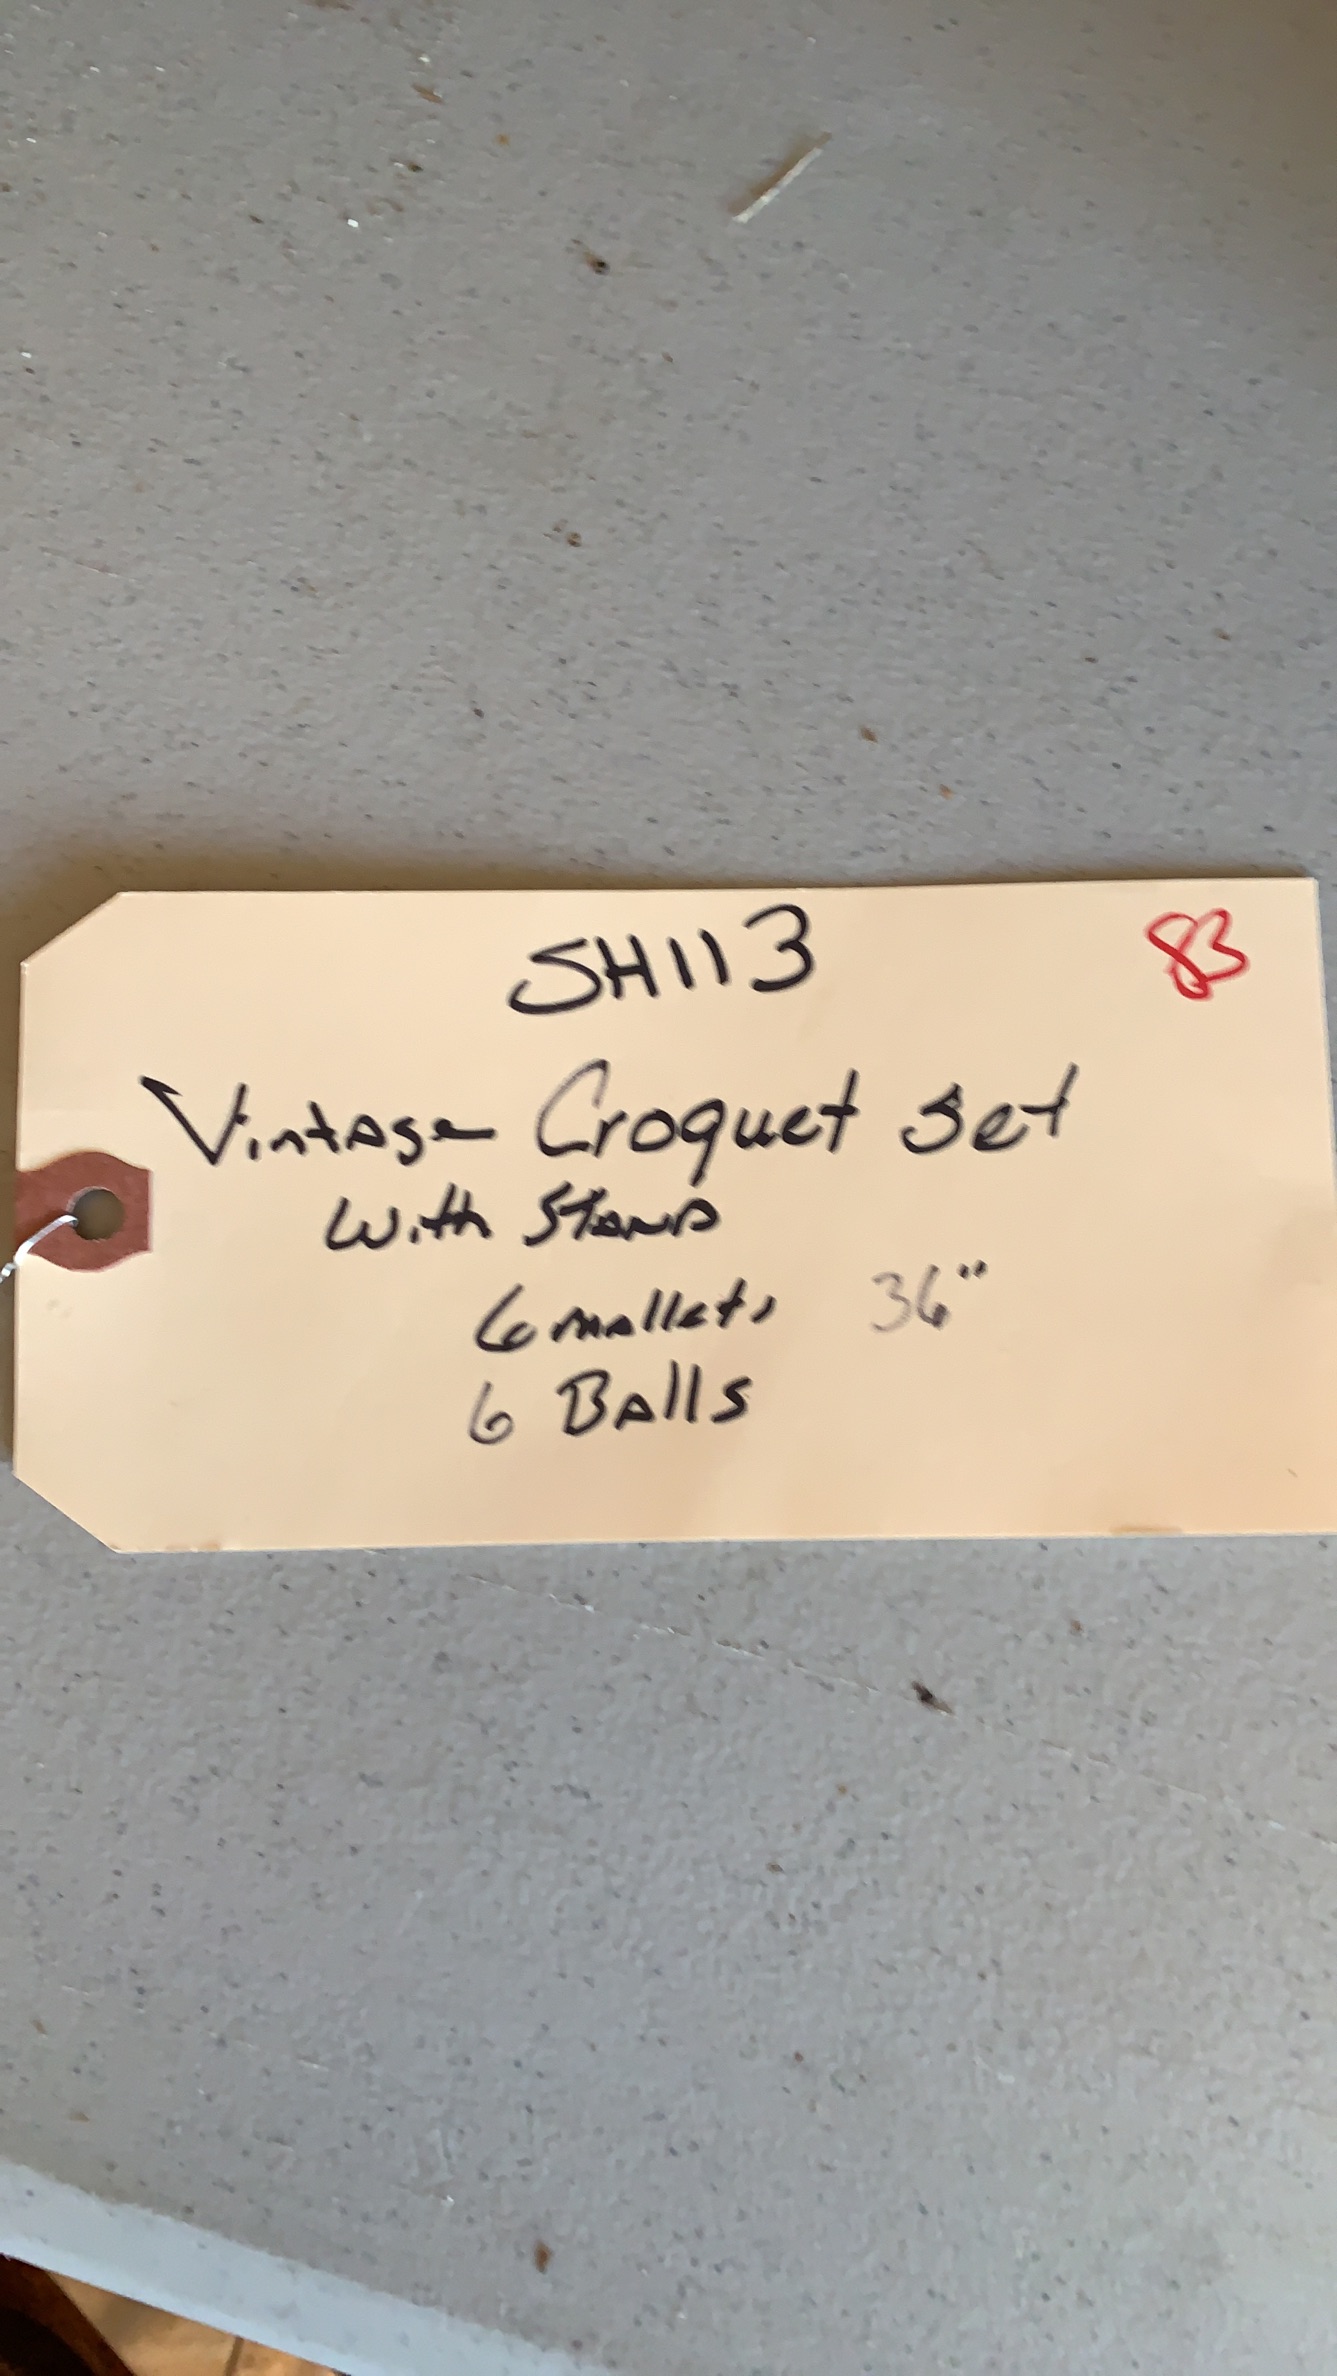 SH113 83
Vintage Croquet set
with Stand
6 mallets 36"
6 Balls